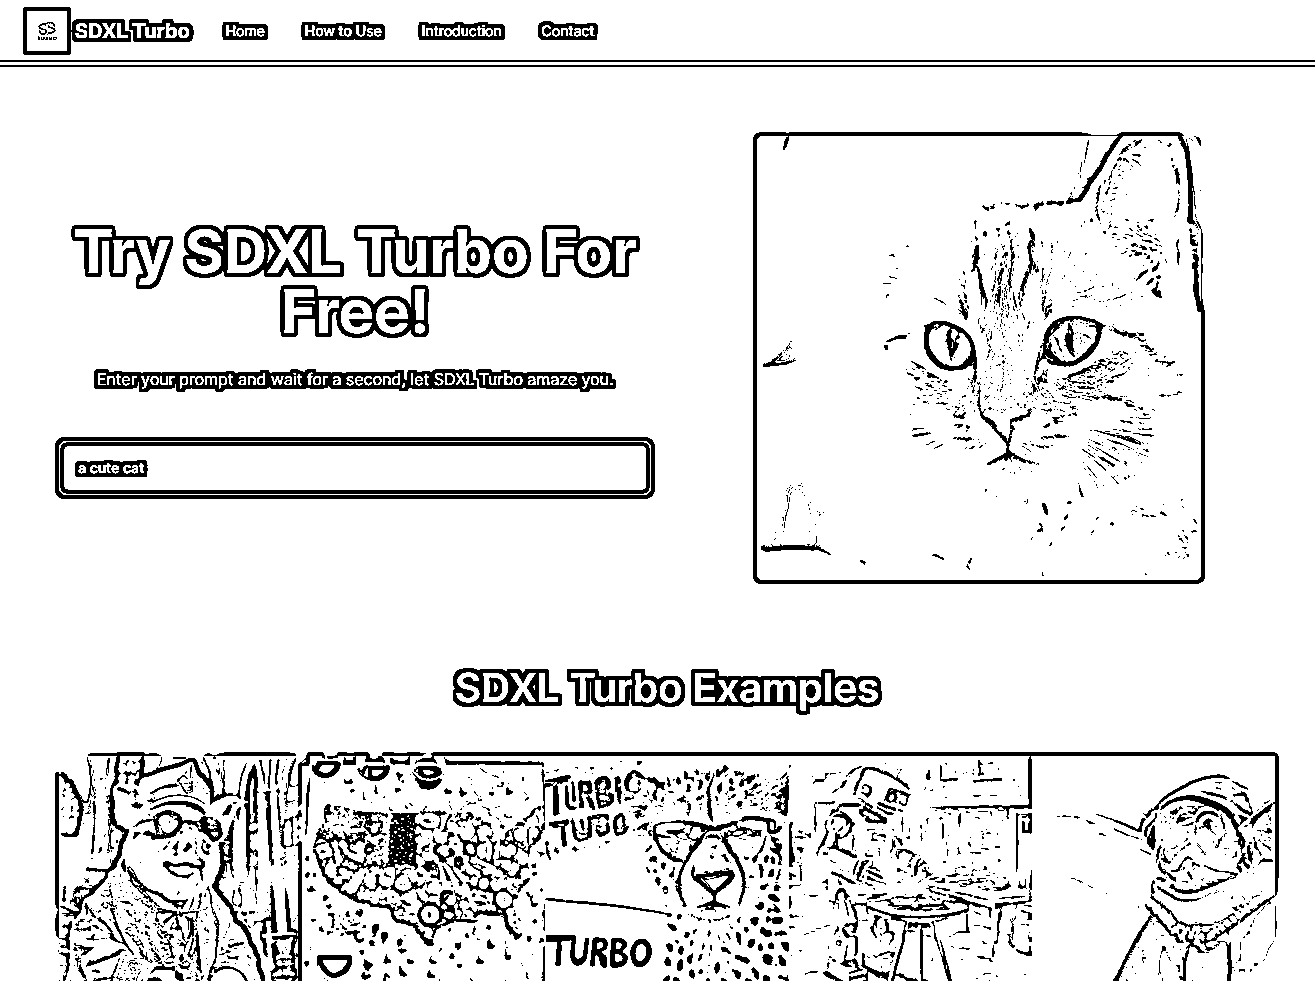 SDXL Turbo
Home
How to Use
Introduction
Contact
Try SDXL Turbo For
Free!
Enter your prompt and wait for a second, let SDXL Turbo amaze you.
a cute cat
SDXL Turbo Examples
TURBIO
TUBO
TURBO